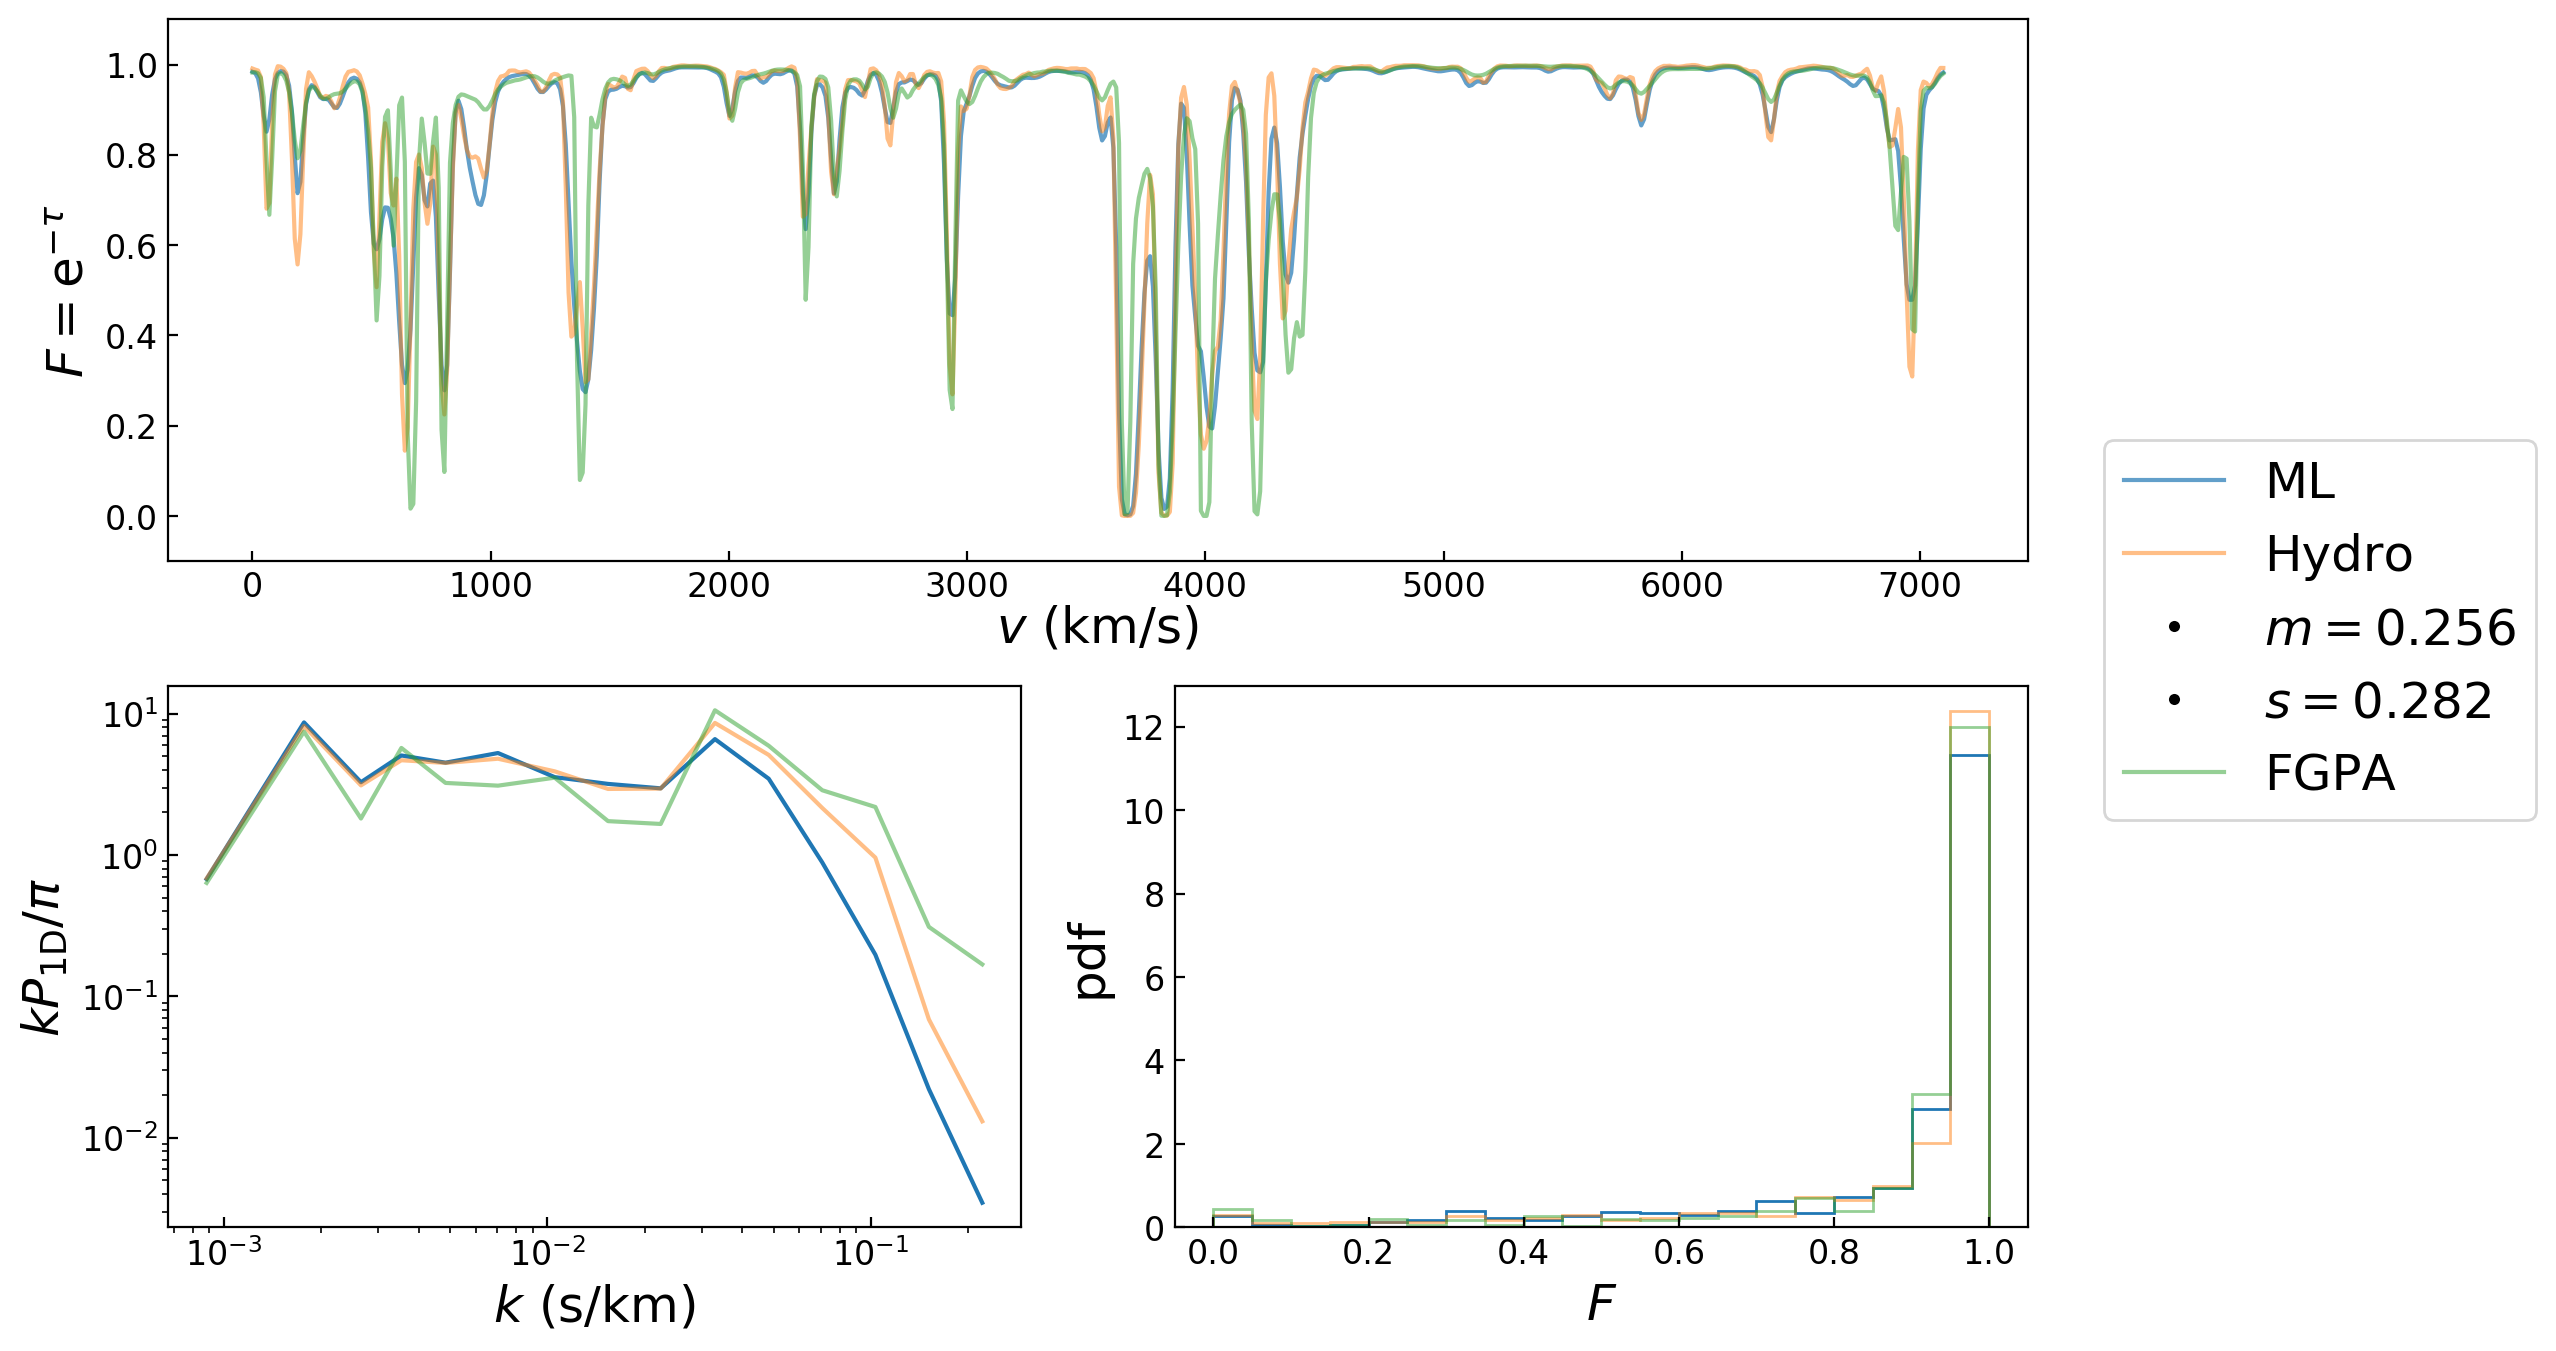 1.0
0.8
0.6
0.4
0.2
0.0
F = e^{-τ}
0 1000 2000 3000 4000 5000 6000 7000
v (km/s)
ML
Hydro
m = 0.256
s = 0.282
FGPA
10^1
10^0
10^{-1}
10^{-2}
kP_{1D}/π
10^{-3} 10^{-2} 10^{-1}
k (s/km)
12
10
8
6
4
2
0
pdf
0.0 0.2 0.4 0.6 0.8 1.0
F